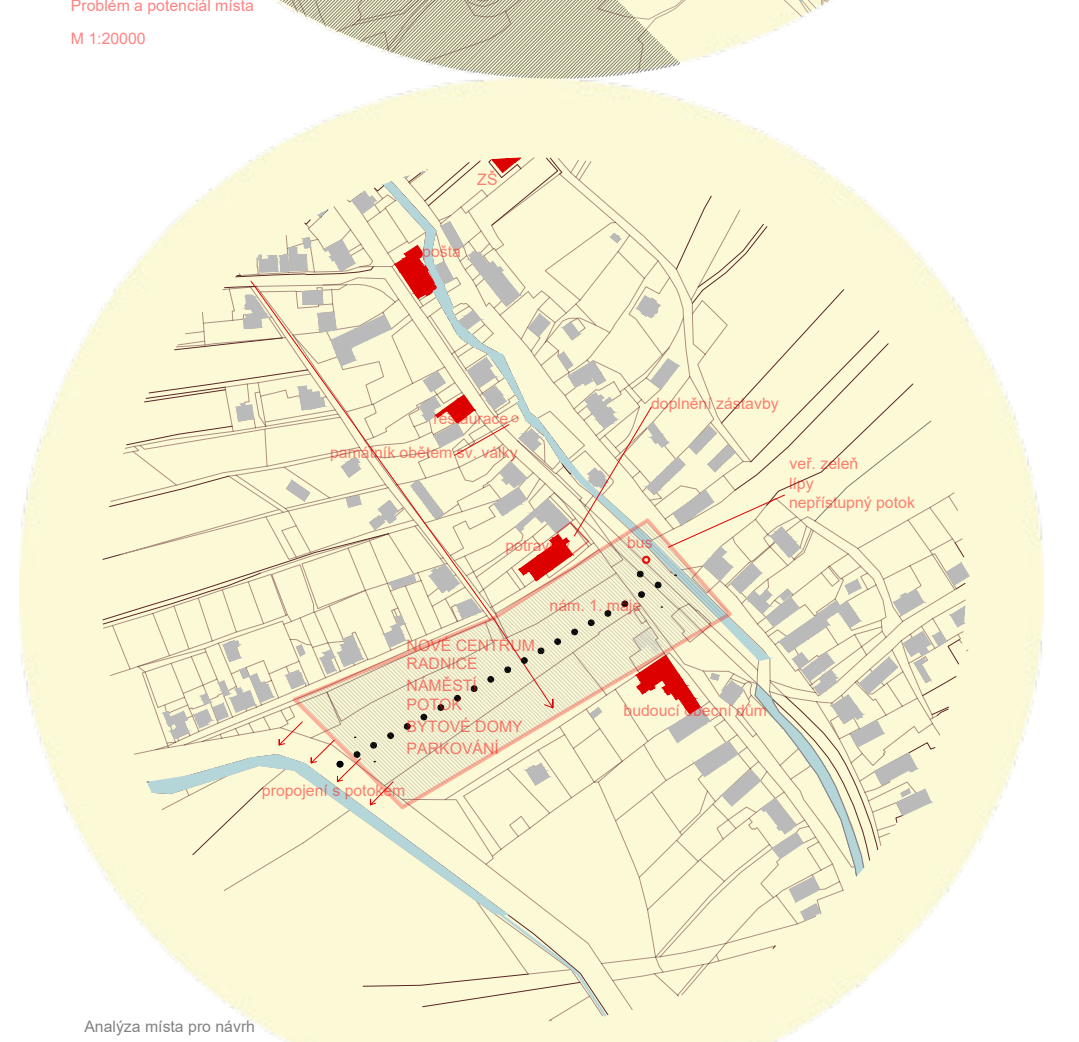 Problém a potenciál místa
M 1:20000
ZŠ
pošta
doplnění zástavby
restaurace
památník obětem sv. války
veř. zeleň
lípy
nepřístupný potok
potrav
bus
nám. 1. máje
NOVÉ CENTRUM
RADNICE
NÁMĚSTÍ
POTOK
BYTOVÉ DOMY
PARKOVÁNÍ
budoucí obecní dům
propojení s potokem
Analýza místa pro návrh